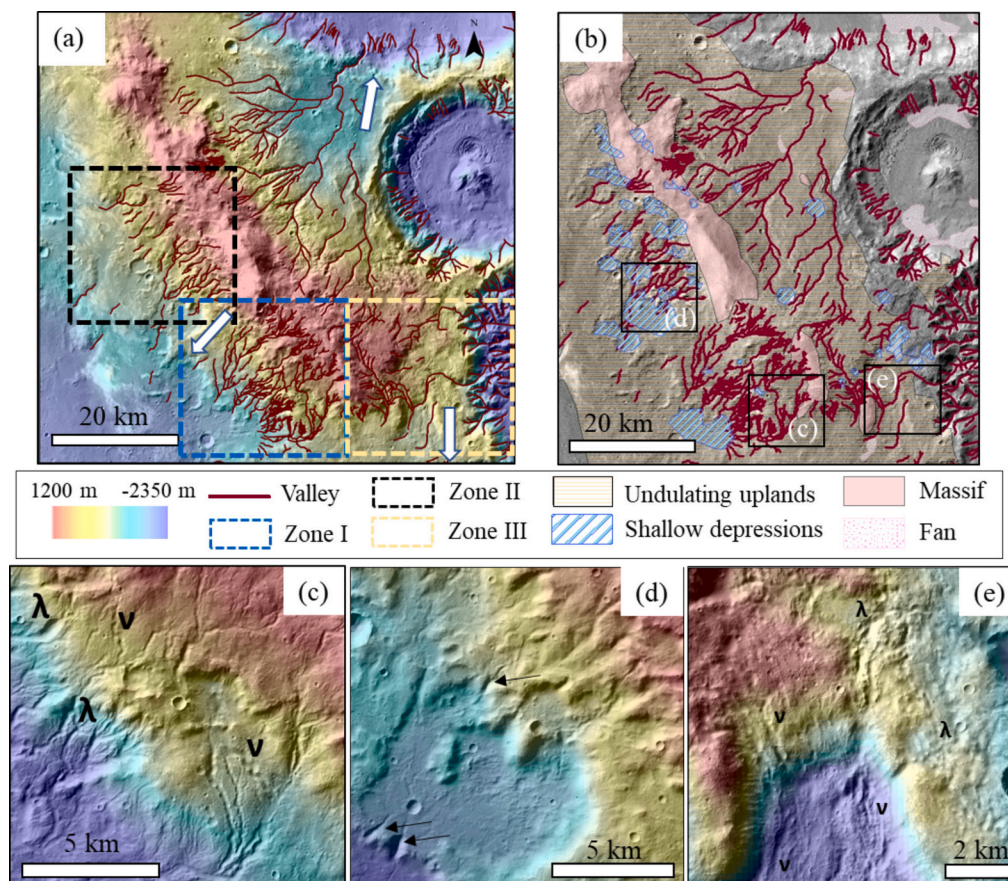 (a)
N
20 km
(b)
(d)
(e)
(c)
20 km
1200 m -2350 m
Valley
Zone II
Undulating uplands
Massif
Zone I
Zone III
Shallow depressions
Fan
(c)
λ
ν
λ
ν
5 km
(d)
5 km
(e)
λ
ν
λ
ν
ν
2 km